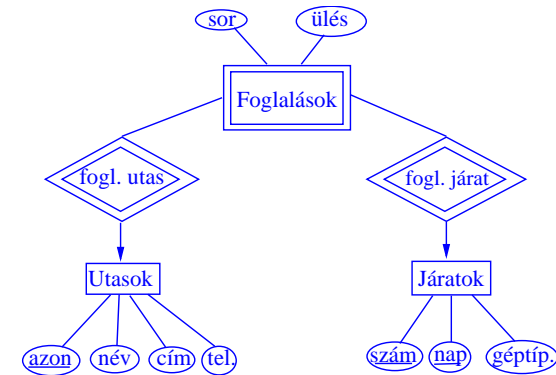 sor
ülés
Foglalások
fogl. utas
fogl. járat
Utasok
Járatok
azon
név
cím
tel.
szám
nap
géptíp.